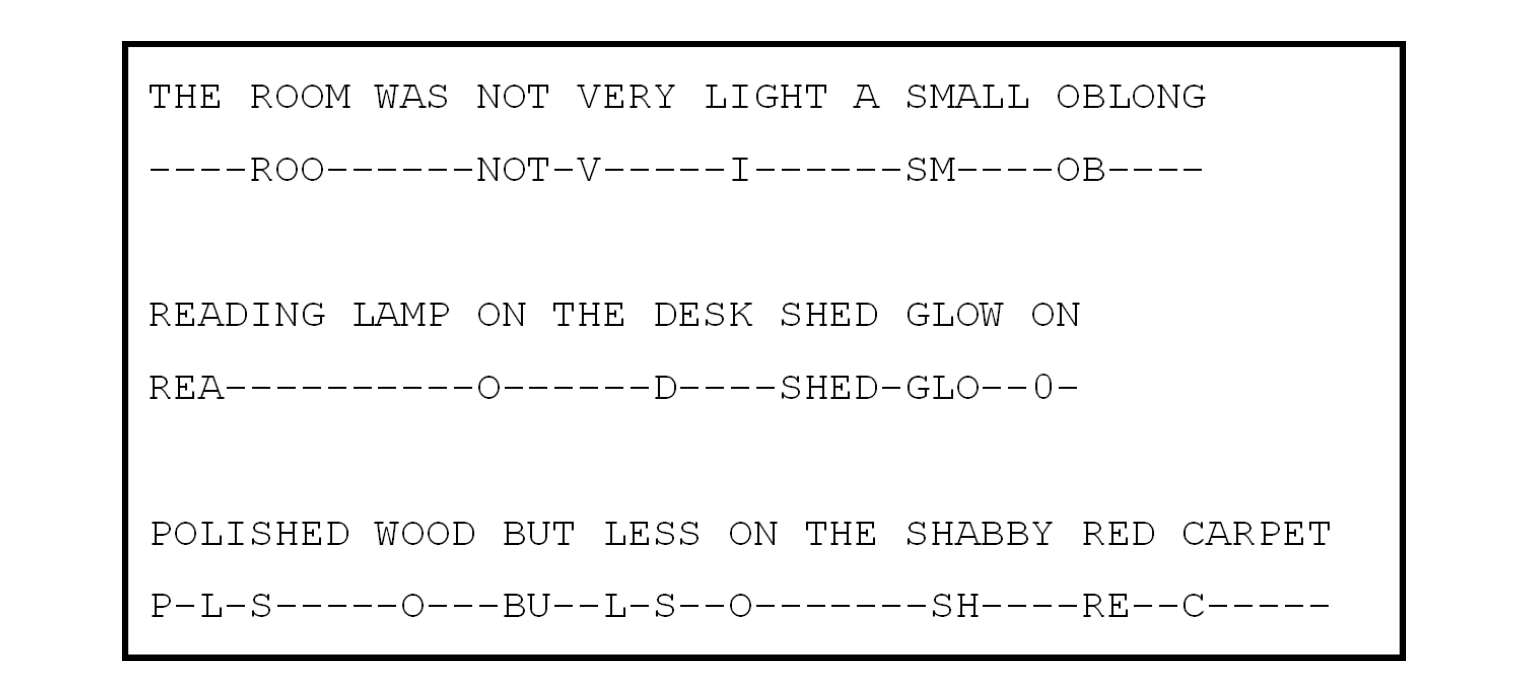 THE ROOM WAS NOT VERY LIGHT A SMALL OBLONG
----ROO------NOT-V-----I------SM----OB----
READING LAMP ON THE DESK SHED GLOW ON
REA----------O------D----SHED-GLO--0-
POLISHED WOOD BUT LESS ON THE SHABBY RED CARPET
P-L-S-----O---BU--L-S--O-------SH----RE--C-----